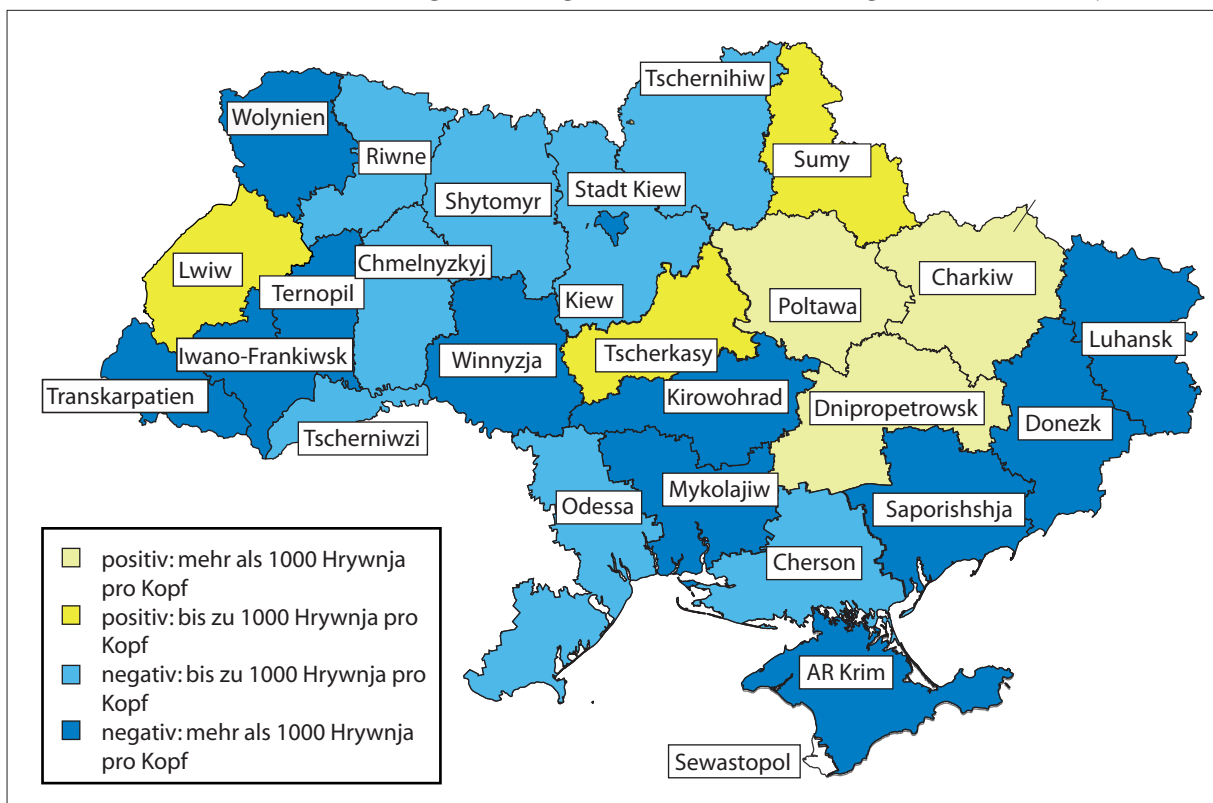 Tschernihiw
Wolynien
Riwne
Sumy
Stadt Kiew
Shytomyr
Lwiw
Chmelnyzkyj
Charkiw
Ternopil
Kiew
Poltawa
Luhansk
Iwano-Frankiwsk
Winnyzja
Tscherkasy
Transkarpatien
Kirowohrad
Dnipropetrowsk
Donezk
Tscherniwzi
Mykolajiw
Odessa
Saporishshja
Cherson
positiv: mehr als 1000 Hrywnja
pro Kopf
positiv: bis zu 1000 Hrywnja pro
Kopf
negativ: bis zu 1000 Hrywnja pro
Kopf
negativ: mehr als 1000 Hrywnja
pro Kopf
AR Krim
Sewastopol